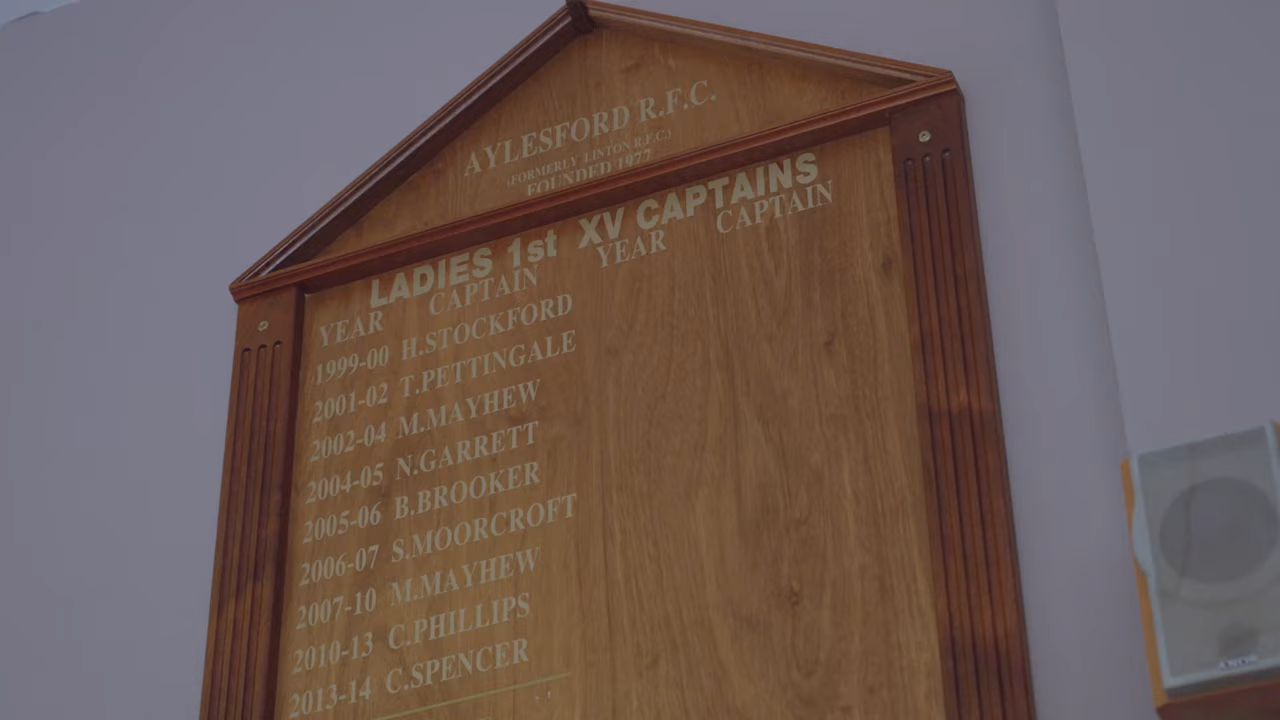 AYLESFORD R.F.C.
(FORMERLY LINTON R.F.C.)
FOUNDED 1977
LADIES 1st XV CAPTAINS
YEAR CAPTAIN YEAR CAPTAIN
1999-00 H.STOCKFORD
2001-02 T.PETTINGALE
2002-04 M.MAYHEW
2004-05 N.GARRETT
2005-06 B.BROOKER
2006-07 S.MOORCROFT
2007-10 M.MAYHEW
2010-13 C.PHILLIPS
2013-14 C.SPENCER